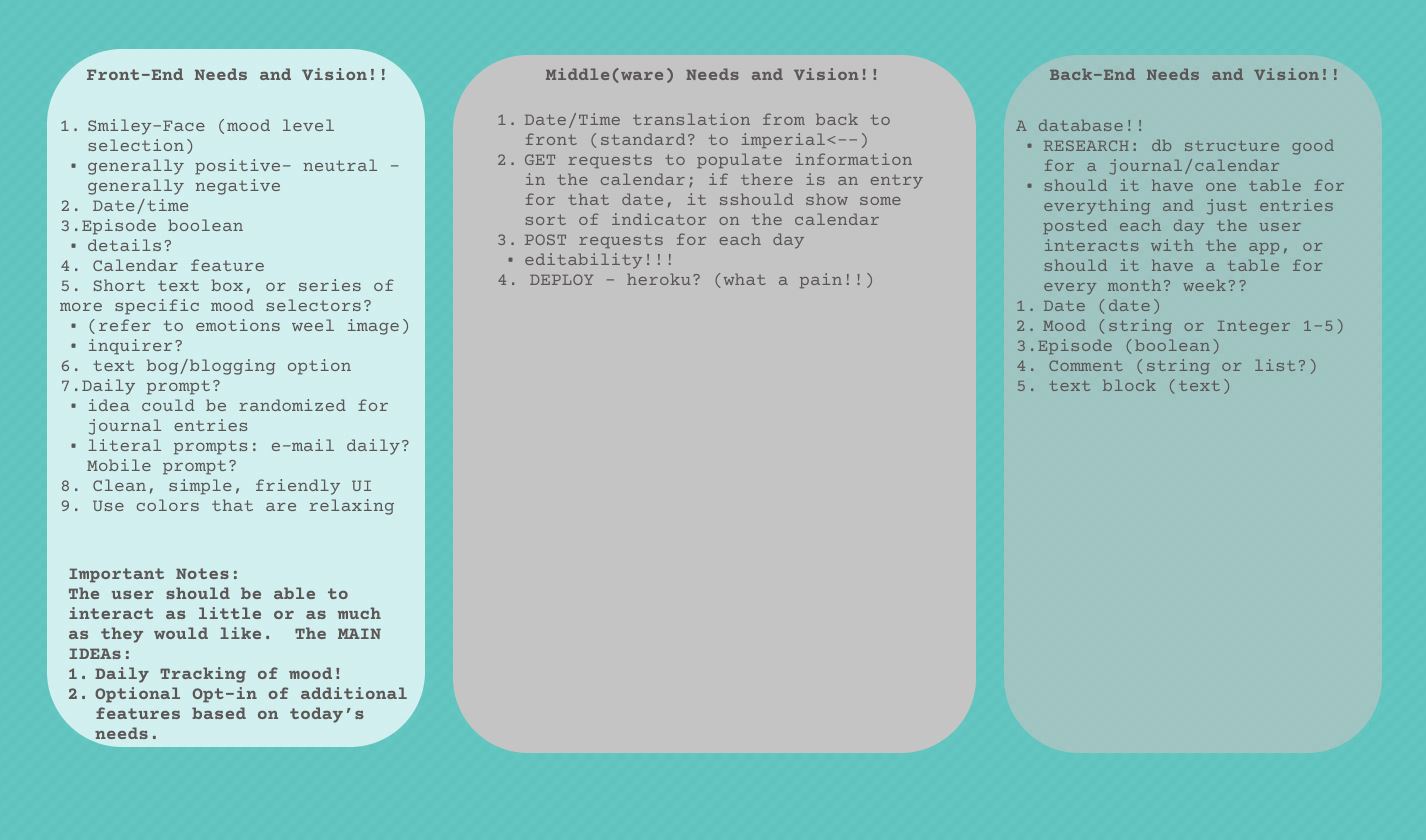 Front-End Needs and Vision!!
1. Smiley-Face (mood level
selection)
• generally positive- neutral -
generally negative
2. Date/time
3.Episode boolean
• details?
4. Calendar feature
5. Short text box, or series of
more specific mood selectors?
• (refer to emotions weel image)
• inquirer?
6. text bog/blogging option
7.Daily prompt?
• idea could be randomized for
journal entries
• literal prompts: e-mail daily?
Mobile prompt?
8. Clean, simple, friendly UI
9. Use colors that are relaxing
Important Notes:
The user should be able to
interact as little or as much
as they would like.  The MAIN
IDEAs:
1. Daily Tracking of mood!
2. Optional Opt-in of additional
features based on today’s
needs.
Middle(ware) Needs and Vision!!
1. Date/Time translation from back to
front (standard? to imperial<--)
2. GET requests to populate information
in the calendar; if there is an entry
for that date, it sshould show some
sort of indicator on the calendar
3. POST requests for each day
• editability!!!
4. DEPLOY - heroku? (what a pain!!)
Back-End Needs and Vision!!
A database!!
• RESEARCH: db structure good
for a journal/calendar
• should it have one table for
everything and just entries
posted each day the user
interacts with the app, or
should it have a table for
every month? week??
1. Date (date)
2. Mood (string or Integer 1-5)
3.Episode (boolean)
4. Comment (string or list?)
5. text block (text)